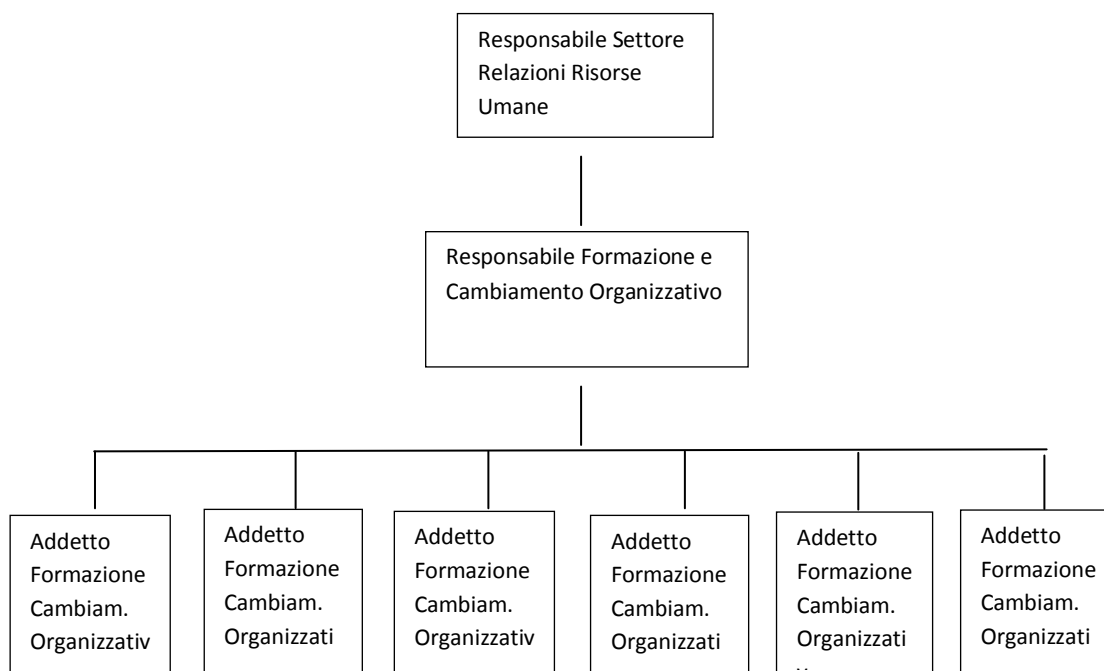 Responsabile Settore
Relazioni Risorse
Umane
Responsabile Formazione e
Cambiamento Organizzativo
Addetto
Formazione
Cambiam.
Organizzativ
Addetto
Formazione
Cambiam.
Organizzati
Addetto
Formazione
Cambiam.
Organizzativ
Addetto
Formazione
Cambiam.
Organizzati
Addetto
Formazione
Cambiam.
Organizzati
Addetto
Formazione
Cambiam.
Organizzati